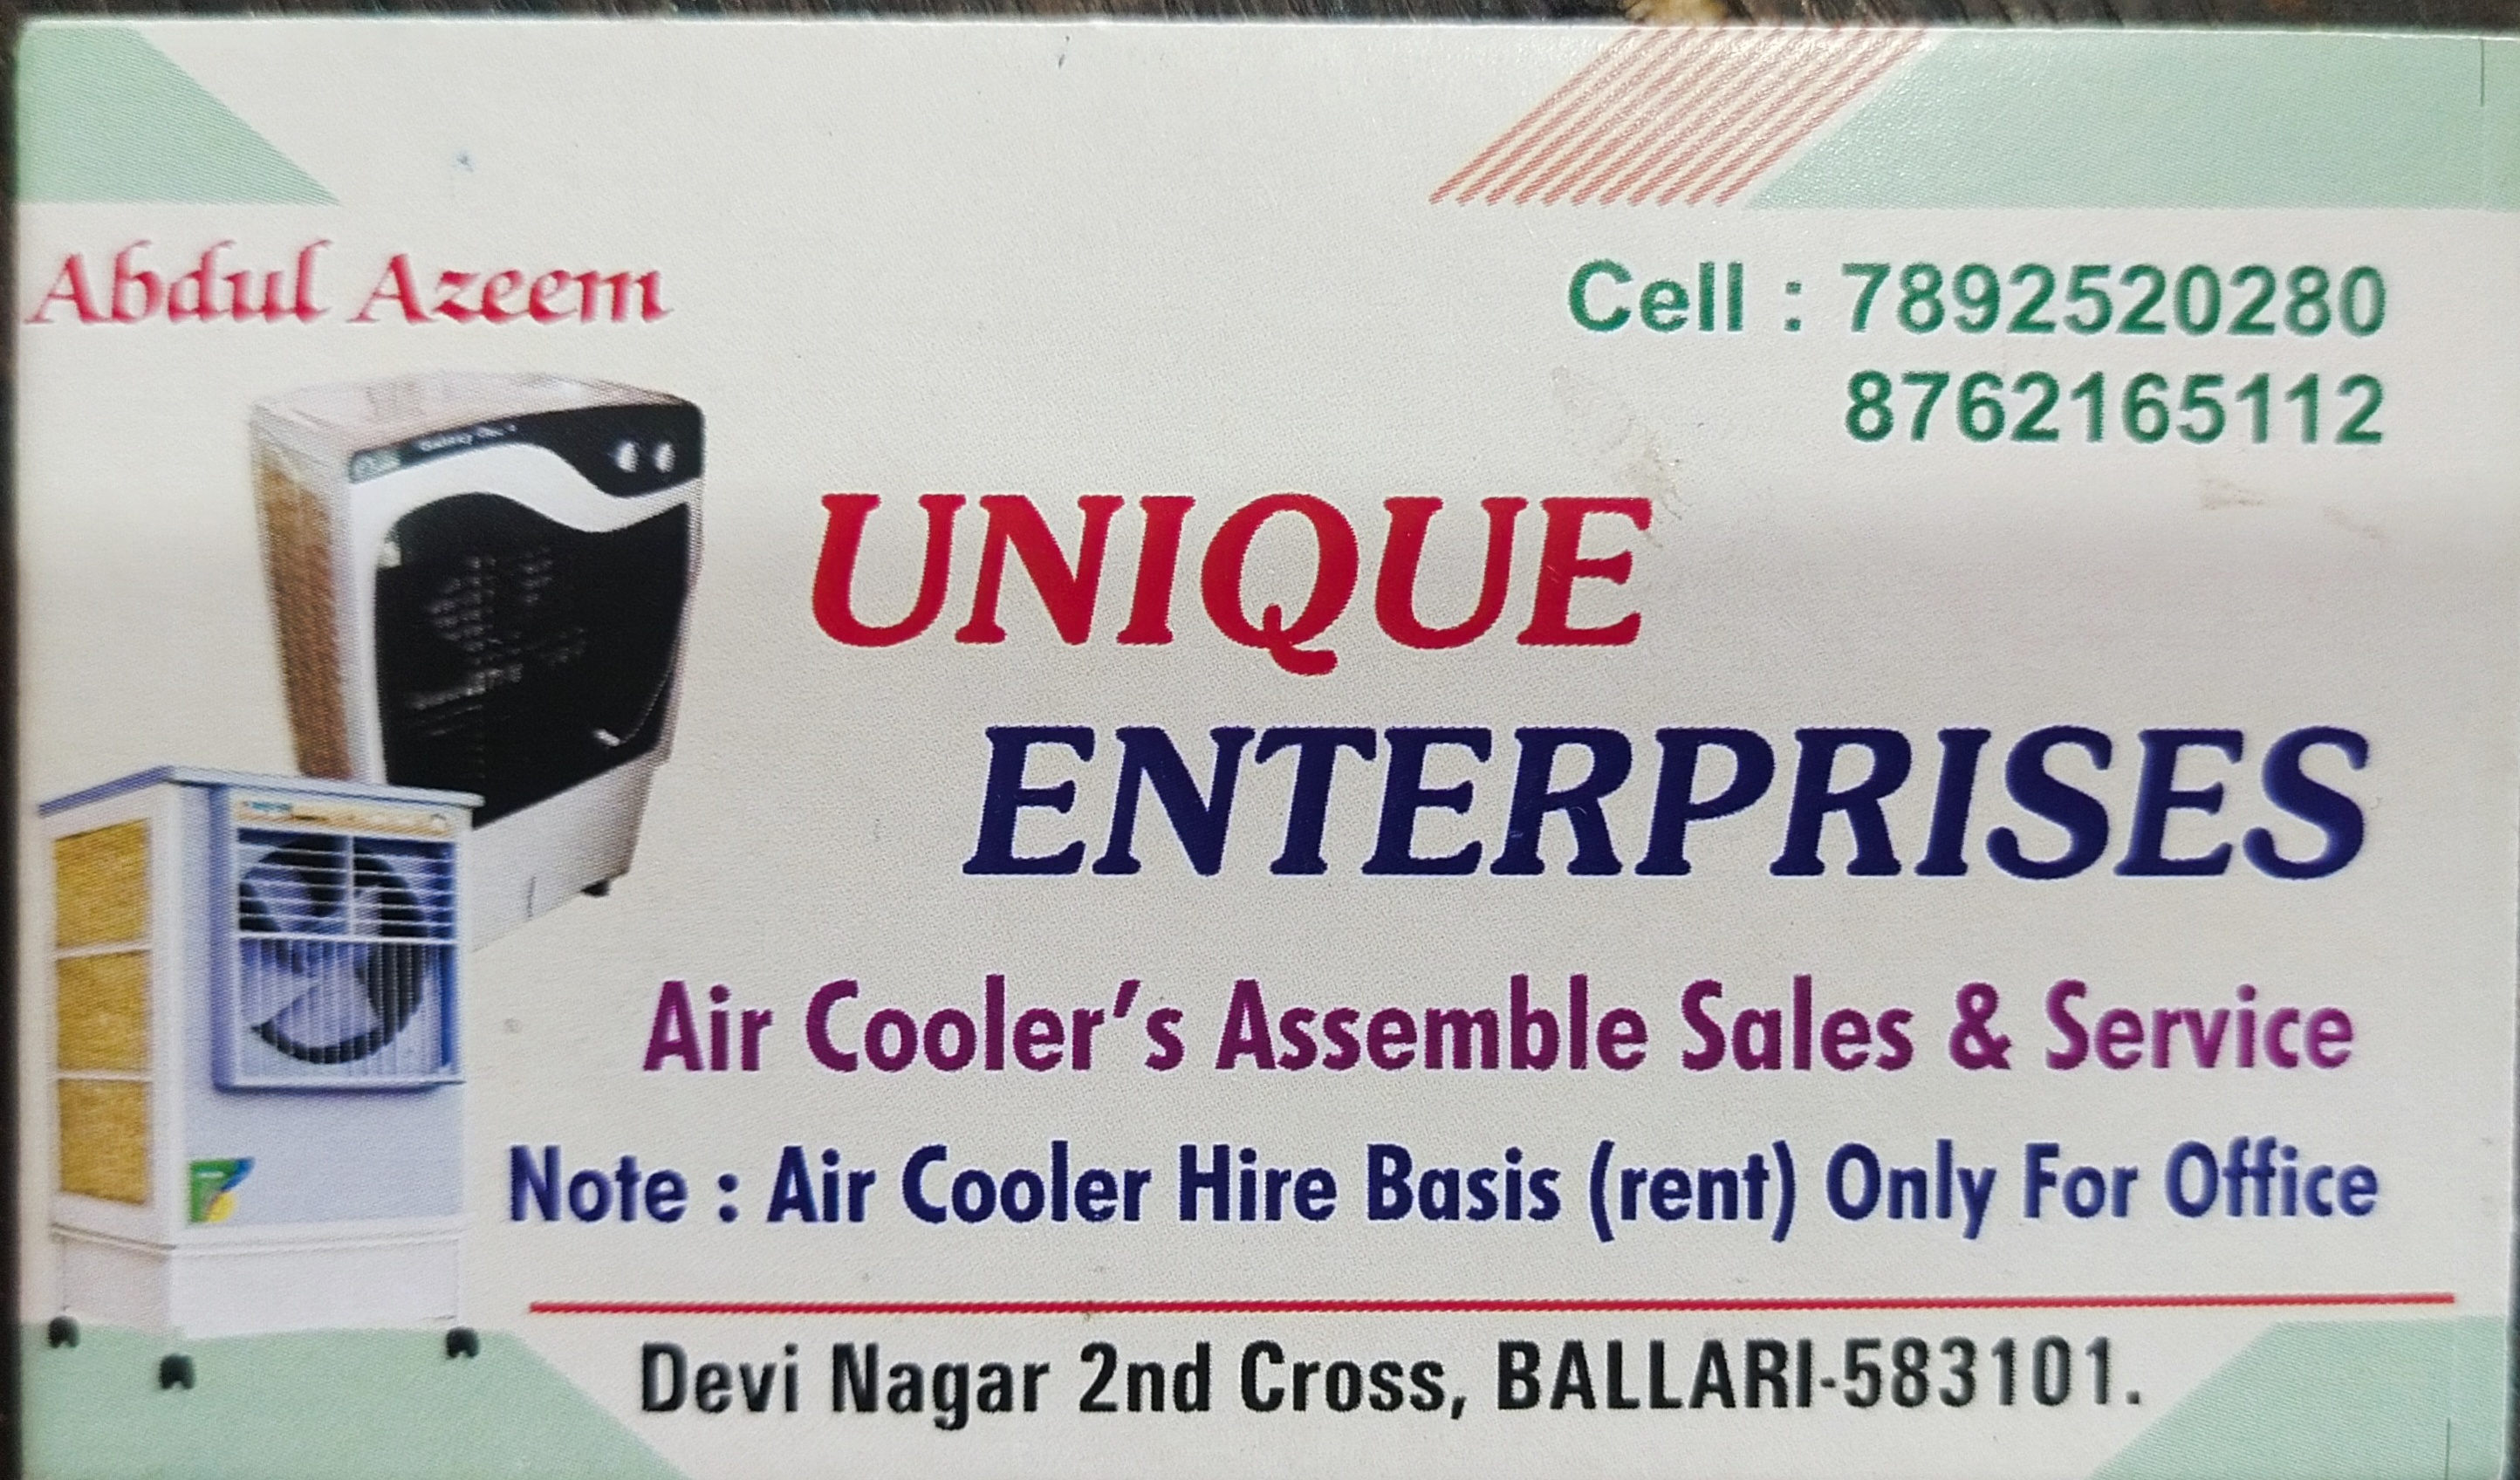 Abdul Azeem
Cell : 7892520280
8762165112
UNIQUE
ENTERPRISES
Air Cooler’s Assemble Sales & Service
Note : Air Cooler Hire Basis (rent) Only For Office
Devi Nagar 2nd Cross, BALLARI-583101.